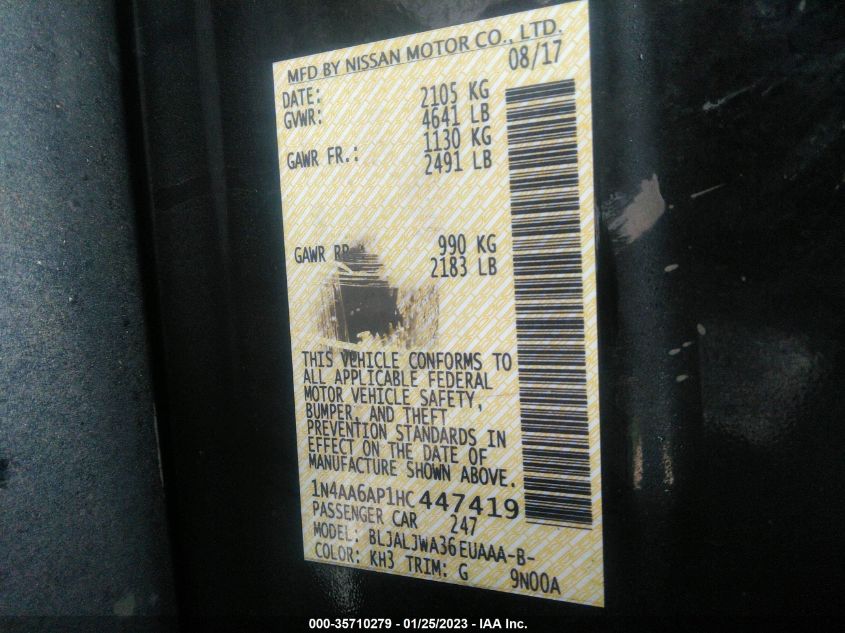 MFD BY NISSAN MOTOR CO., LTD.
DATE: 08/17
GVWR: 2105 KG
4641 LB
GAWR FR.: 1130 KG
2491 LB
GAWR RR 990 KG
2183 LB
THIS VEHICLE CONFORMS TO
ALL APPLICABLE FEDERAL
MOTOR VEHICLE SAFETY,
BUMPER, AND THEFT
PREVENTION STANDARDS IN
EFFECT ON THE DATE OF
MANUFACTURE SHOWN ABOVE.
1N4AA6AP1HC447419
PASSENGER CAR 247
MODEL: BLJALJWA36EUAAA-B-
COLOR: KH3 TRIM: G 9N00A
000-35710279 - 01/25/2023 - IAA Inc.